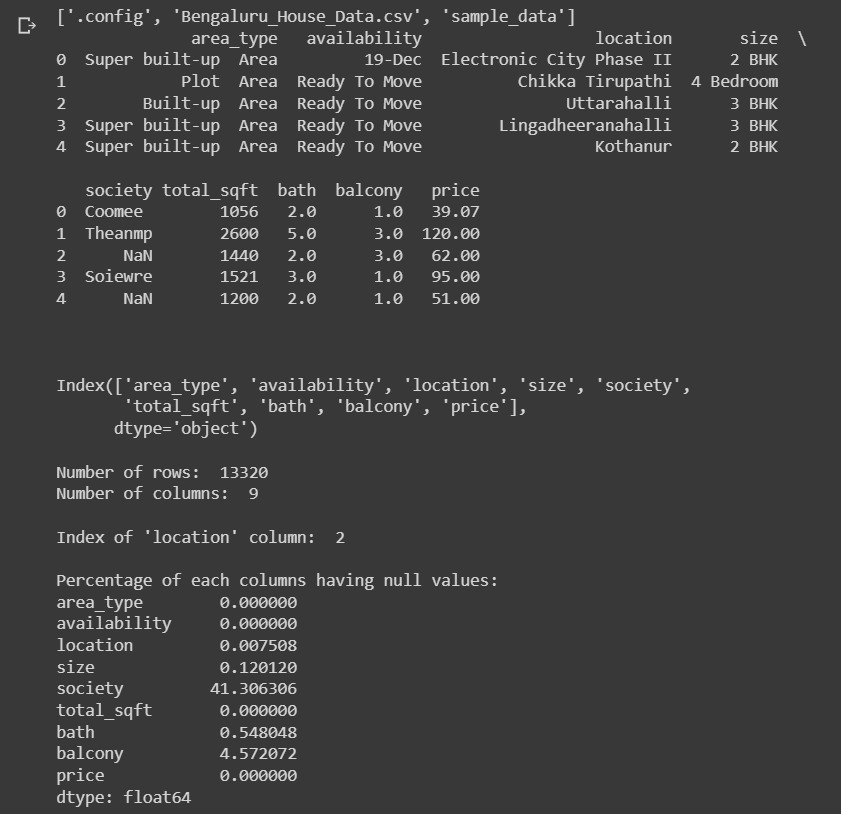 ['.config', 'Bengaluru_House_Data.csv', 'sample_data']
              area_type   availability                  location       size  \
0  Super built-up  Area         19-Dec  Electronic City Phase II      2 BHK
1            Plot  Area  Ready To Move          Chikka Tirupathi  4 Bedroom
2        Built-up  Area  Ready To Move               Uttarahalli      3 BHK
3  Super built-up  Area  Ready To Move        Lingadheeranahalli      3 BHK
4  Super built-up  Area  Ready To Move                  Kothanur      2 BHK

   society total_sqft  bath  balcony   price
0  Coomee        1056   2.0      1.0   39.07
1  Theanmp       2600   5.0      3.0  120.00
2      NaN       1440   2.0      3.0   62.00
3  Soiewre       1521   3.0      1.0   95.00
4      NaN       1200   2.0      1.0   51.00

Index(['area_type', 'availability', 'location', 'size', 'society',
       'total_sqft', 'bath', 'balcony', 'price'],
      dtype='object')

Number of rows:  13320
Number of columns:  9

Index of 'location' column:  2

Percentage of each columns having null values:
area_type        0.000000
availability     0.000000
location         0.007508
size             0.120120
society         41.306306
total_sqft       0.000000
bath             0.548048
balcony          4.572072
price            0.000000
dtype: float64